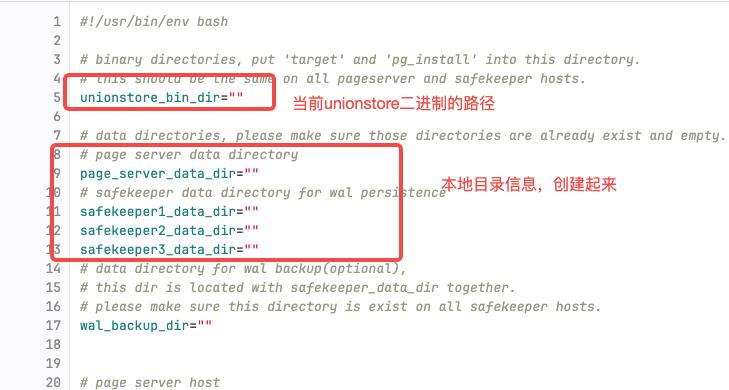 1 #!/usr/bin/env bash
2
3 # binary directories, put 'target' and 'pg_install' into this directory.
4 # this should be the same on all pageserver and safekeeper hosts.
5 unionstore_bin_dir="" 当前unionstore二进制的路径
6
7 # data directories, please make sure those directories are already exist and empty.
8 # page server data directory
9 page_server_data_dir="" 本地目录信息，创建起来
10 # safekeeper data directory for wal persistence
11 safekeeper1_data_dir=""
12 safekeeper2_data_dir=""
13 safekeeper3_data_dir=""
14 # data directory for wal backup(optional),
15 # this dir is located with safekeeper_data_dir together.
16 # please make sure this directory is exist on all safekeeper hosts.
17 wal_backup_dir=""
18
19
20 # page server host